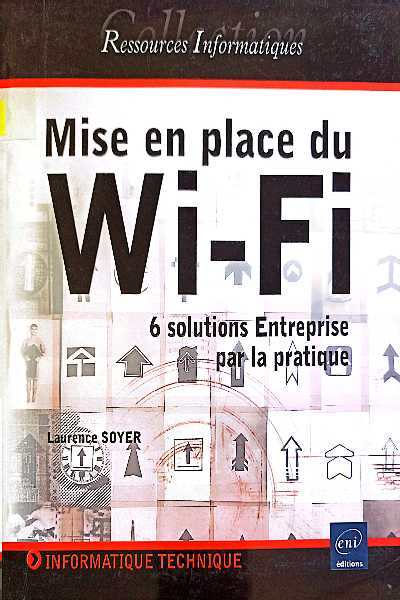 Collection
Ressources Informatiques
Mise en place du
Wi-Fi
6 solutions Entreprise
par la pratique
Laurence SOYER
INFORMATIQUE TECHNIQUE
eni
éditions